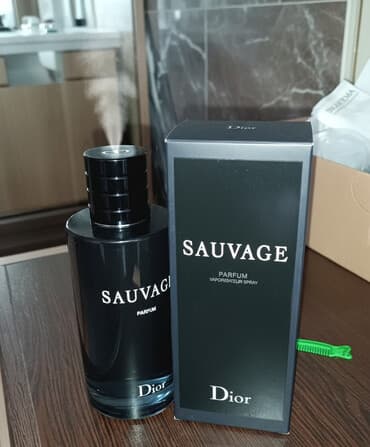 Dior
SAUVAGE
PARFUM
VAPORISATEUR SPRAY
Dior
SAUVAGE
PARFUM
Dior